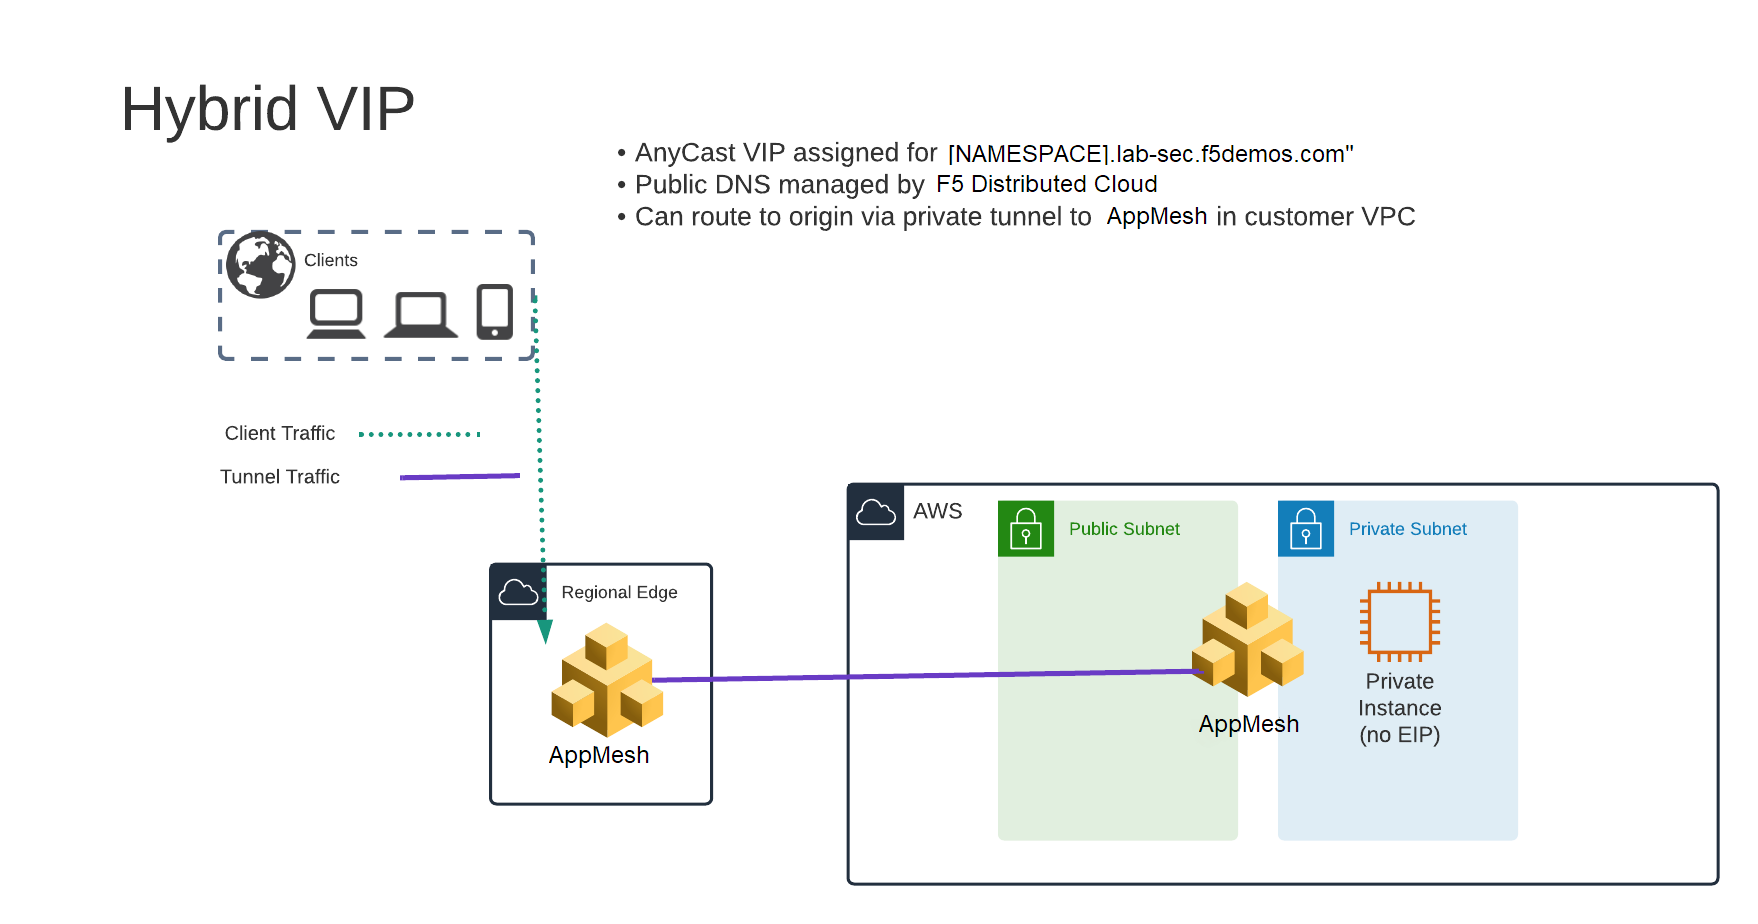 Hybrid VIP
• AnyCast VIP assigned for [NAMESPACE].lab-sec.f5demos.com"
• Public DNS managed by F5 Distributed Cloud
• Can route to origin via private tunnel to AppMesh in customer VPC
Clients
Client Traffic
Tunnel Traffic
AWS
Public Subnet
Private Subnet
Regional Edge
Private
Instance
(no EIP)
AppMesh
AppMesh